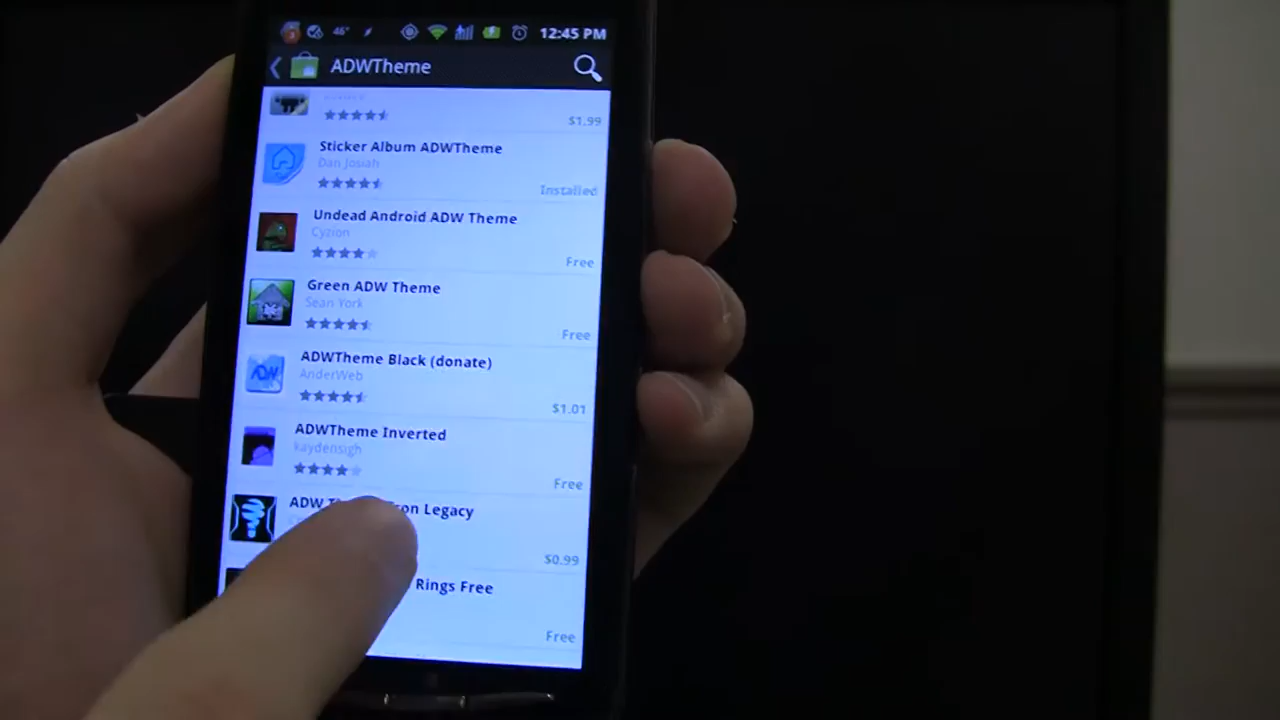 46° 12:45 PM
ADWTheme
$1.99
Sticker Album ADWTheme
Dan Josiah
Installed
Undead Android ADW Theme
Cyzion
Free
Green ADW Theme
Sean York
Free
ADWTheme Black (donate)
AnderWeb
$1.01
ADWTheme Inverted
kaydensigh
Free
ADW Legacy
$0.99
Rings Free
Free